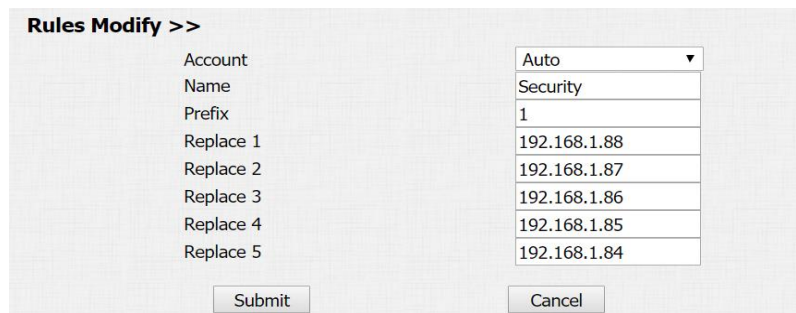 Rules Modify >>
Account Auto
Name Security
Prefix 1
Replace 1 192.168.1.88
Replace 2 192.168.1.87
Replace 3 192.168.1.86
Replace 4 192.168.1.85
Replace 5 192.168.1.84
Submit Cancel